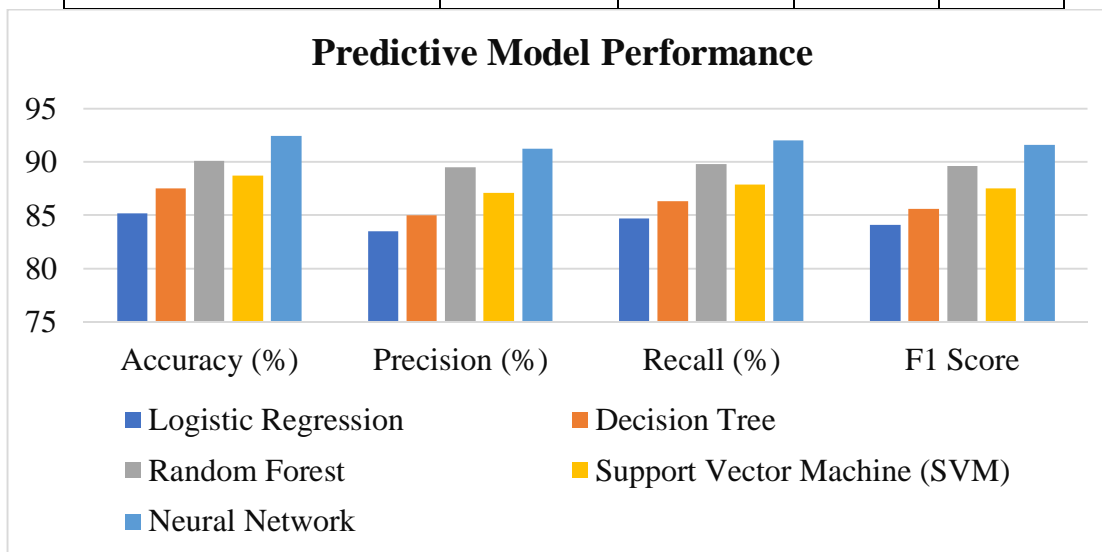 Predictive Model Performance
95
90
85
80
75
Accuracy (%) Precision (%) Recall (%) F1 Score
Logistic Regression Decision Tree
Random Forest Support Vector Machine (SVM)
Neural Network